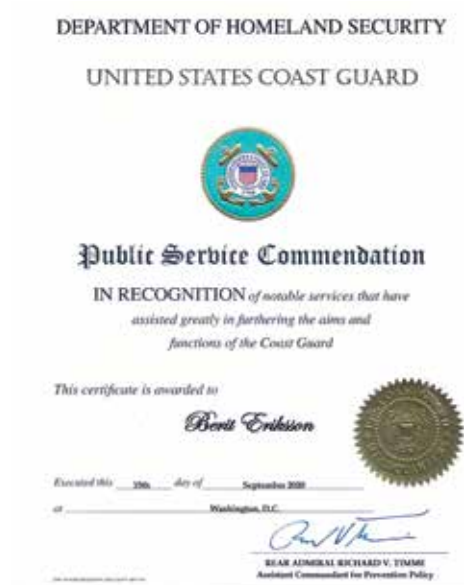 DEPARTMENT OF HOMELAND SECURITY
UNITED STATES COAST GUARD
Public Service Commendation
IN RECOGNITION of notable services that have
assisted greatly in furthering the aims and
functions of the Coast Guard
This certificate is awarded to
Berit Eriksson
Executed this day of September 2020
at Washington, D.C.
REAR ADMIRAL RICHARD V. TIMME
Assistant Commandant for Prevention Policy